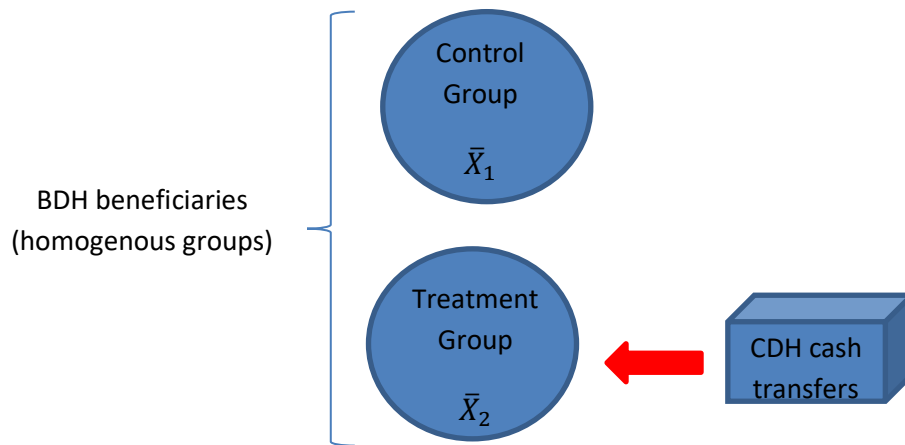 Control
Group
X̄₁
BDH beneficiaries
(homogenous groups)
Treatment
Group
X̄₂
CDH cash
transfers